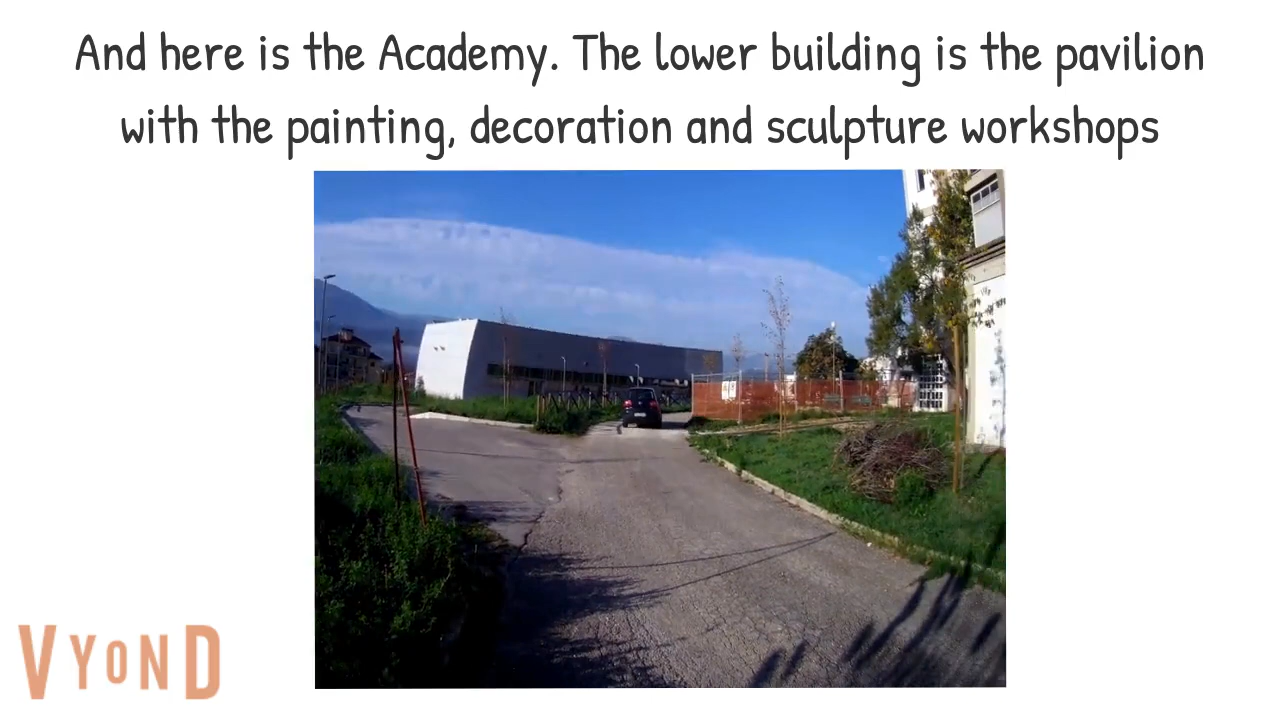 And here is the Academy. The lower building is the pavilion
with the painting, decoration and sculpture workshops
VYOND